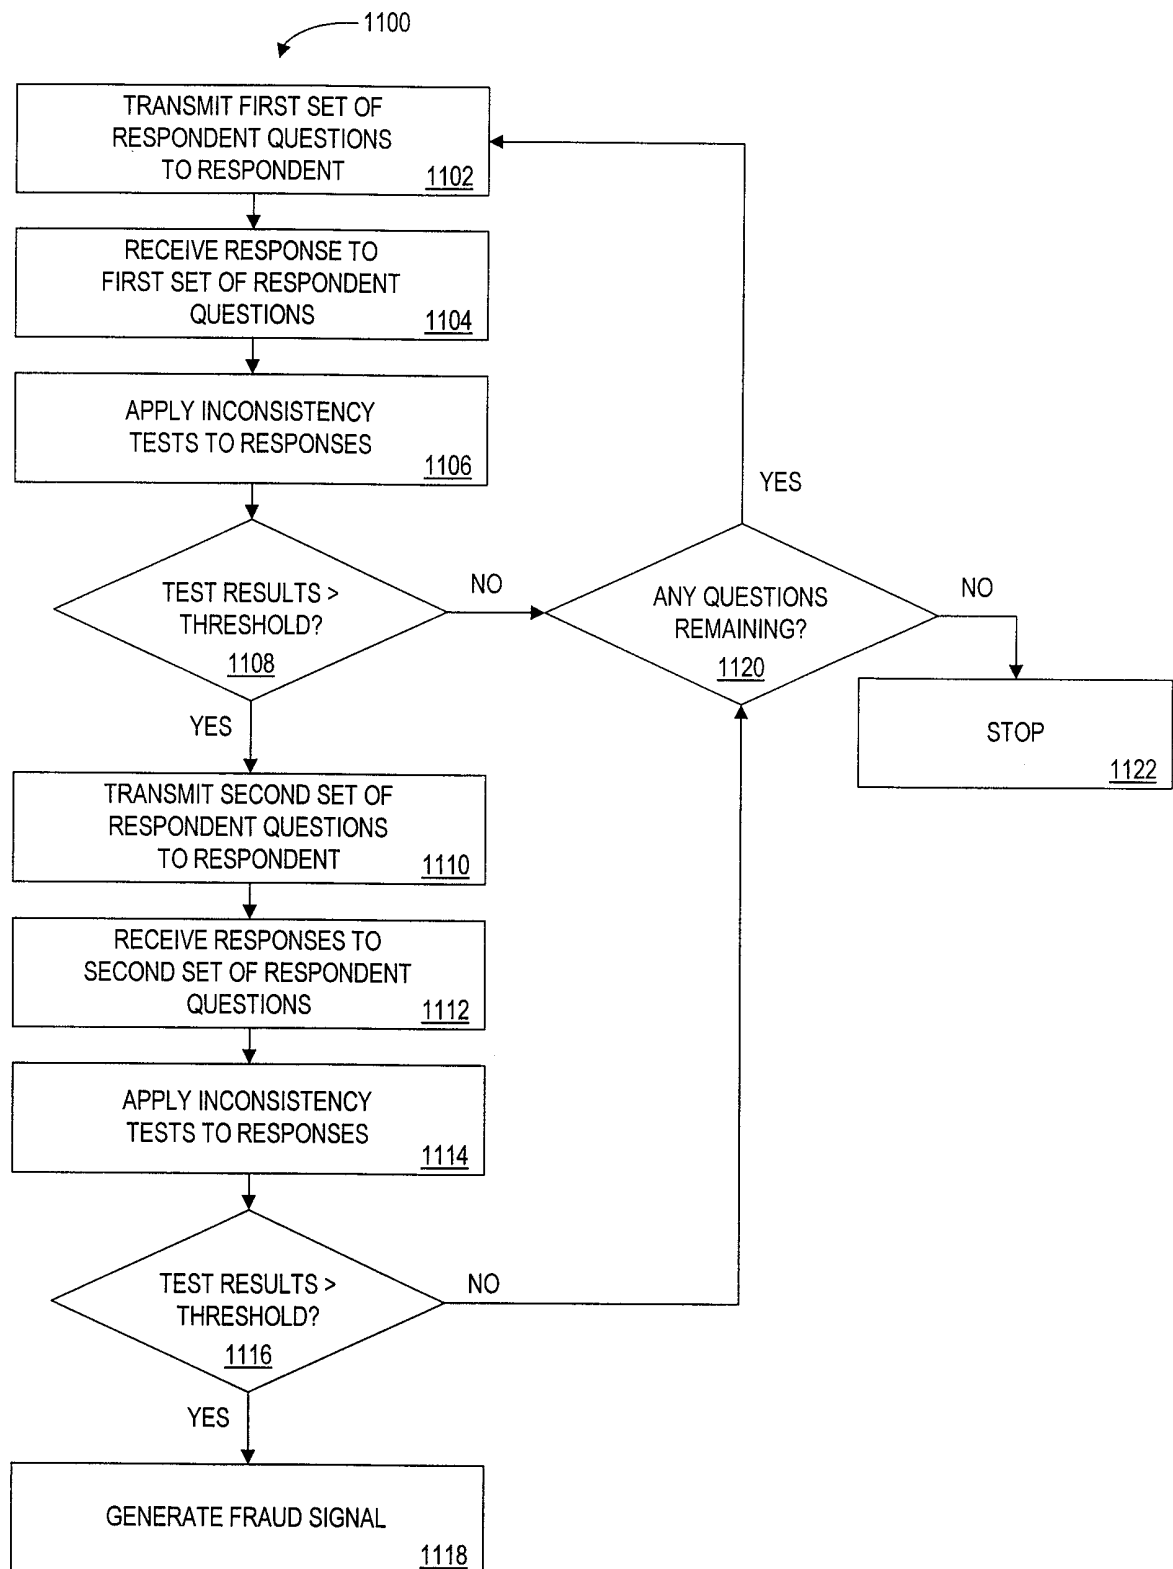 1100
TRANSMIT FIRST SET OF
RESPONDENT QUESTIONS
TO RESPONDENT
1102
RECEIVE RESPONSE TO
FIRST SET OF RESPONDENT
QUESTIONS
1104
APPLY INCONSISTENCY
TESTS TO RESPONSES
1106
TEST RESULTS >
THRESHOLD?
1108
NO
YES
ANY QUESTIONS
REMAINING?
1120
YES
NO
STOP
1122
TRANSMIT SECOND SET OF
RESPONDENT QUESTIONS
TO RESPONDENT
1110
RECEIVE RESPONSES TO
SECOND SET OF RESPONDENT
QUESTIONS
1112
APPLY INCONSISTENCY
TESTS TO RESPONSES
1114
TEST RESULTS >
THRESHOLD?
1116
NO
YES
GENERATE FRAUD SIGNAL
1118